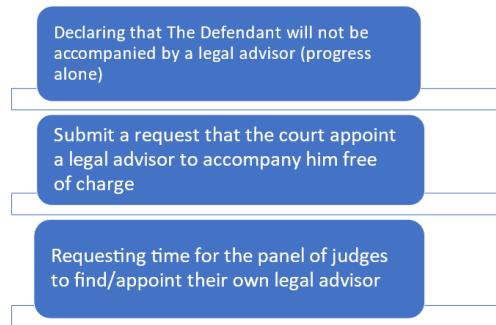 Declaring that The Defendant will not be
accompanied by a legal advisor (progress
alone)
Submit a request that the court appoint
a legal advisor to accompany him free
of charge
Requesting time for the panel of judges
to find/appoint their own legal advisor